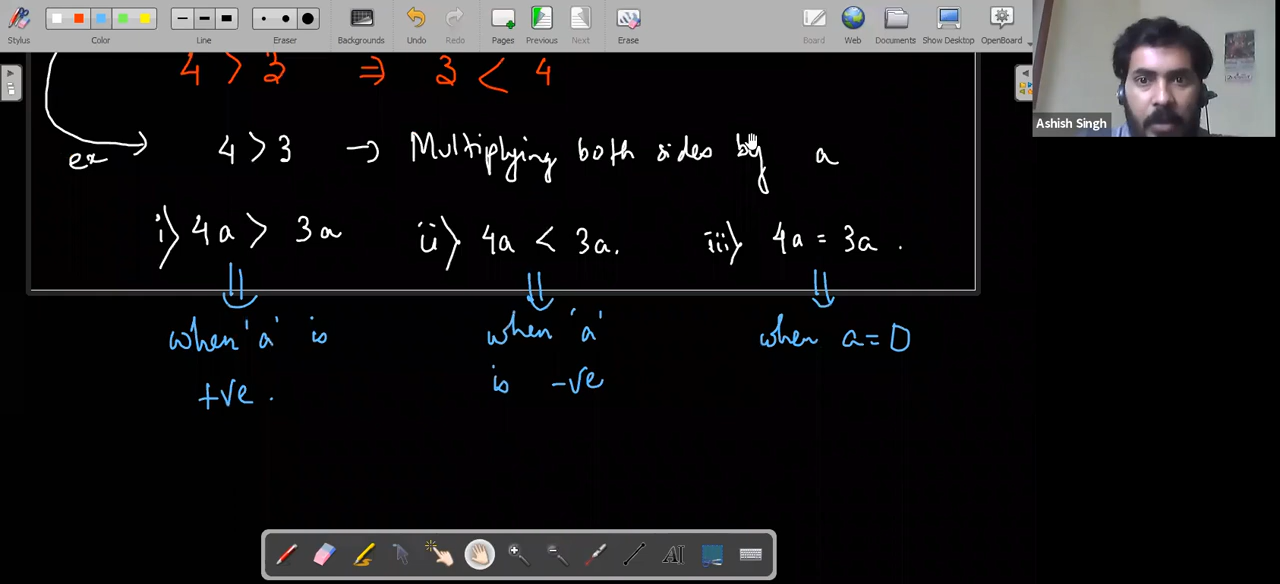 Stylus Color Line Eraser Backgrounds Undo Redo Pages Previous Next Erase Board Web Documents Show Desktop OpenBoard
4 > 3 ⇒ 3 < 4
Ashish Singh
ex 4 > 3 → Multiplying both sides by a
i) 4a > 3a ii) 4a < 3a. iii) 4a = 3a .
when 'a' is when 'a' when a = 0
+ve . is -ve
AI